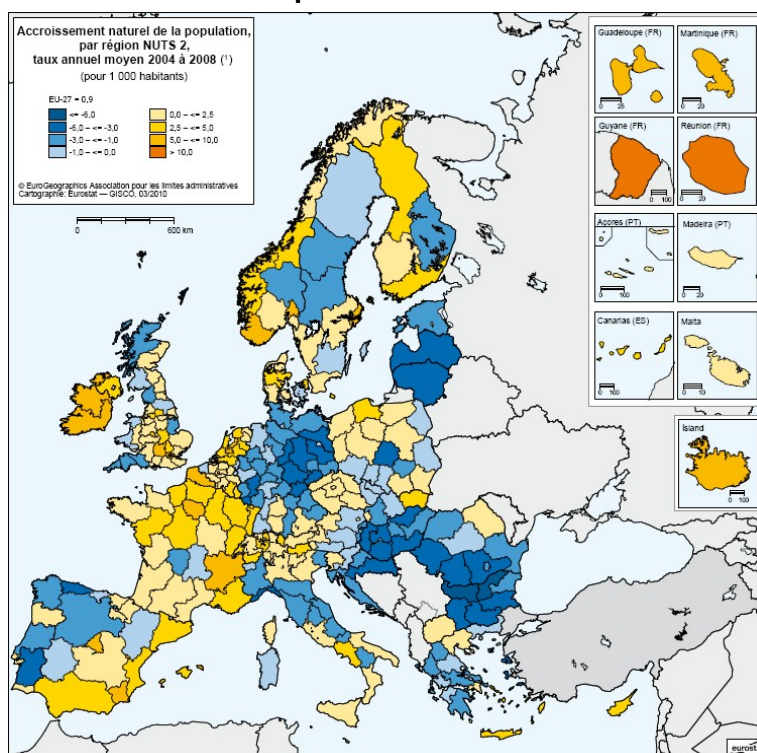 Accroissement naturel de la population,
par région NUTS 2,
taux annuel moyen 2004 à 2008 (¹)
(pour 1 000 habitants)
EU-27 = 0,9
<= -5,0
-5,0 – <= -3,0
-3,0 – <= -1,0
-1,0 – <= 0,0
0,0 – <= 2,5
2,5 – <= 5,0
5,0 – <= 10,0
> 10,0
© EuroGeographics Association pour les limites administratives
Cartographie: Eurostat — GISCO, 03/2010
0 600 km
Guadeloupe (FR)
0 25
Martinique (FR)
0 20
Guyane (FR)
0 100
Réunion (FR)
0 20
Açores (PT)
0 100
Madeira (PT)
0 20
Canarias (ES)
0 100
Malta
0 10
Ísland
0 100
eurost